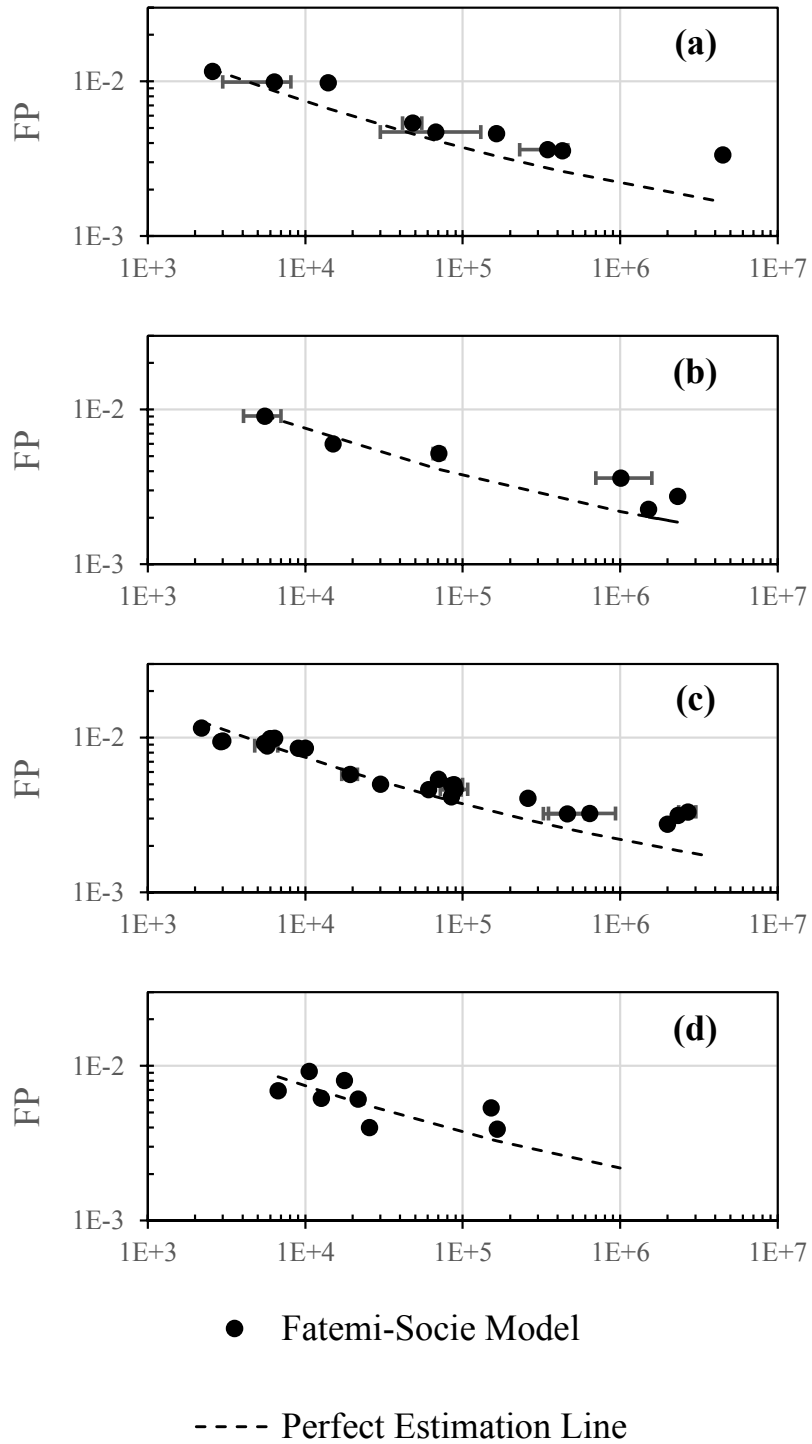 (a)
FP
1E-2
1E-3
1E+3 1E+4 1E+5 1E+6 1E+7
(b)
FP
1E-2
1E-3
1E+3 1E+4 1E+5 1E+6 1E+7
(c)
FP
1E-2
1E-3
1E+3 1E+4 1E+5 1E+6 1E+7
(d)
FP
1E-2
1E-3
1E+3 1E+4 1E+5 1E+6 1E+7
Fatemi-Socie Model
Perfect Estimation Line